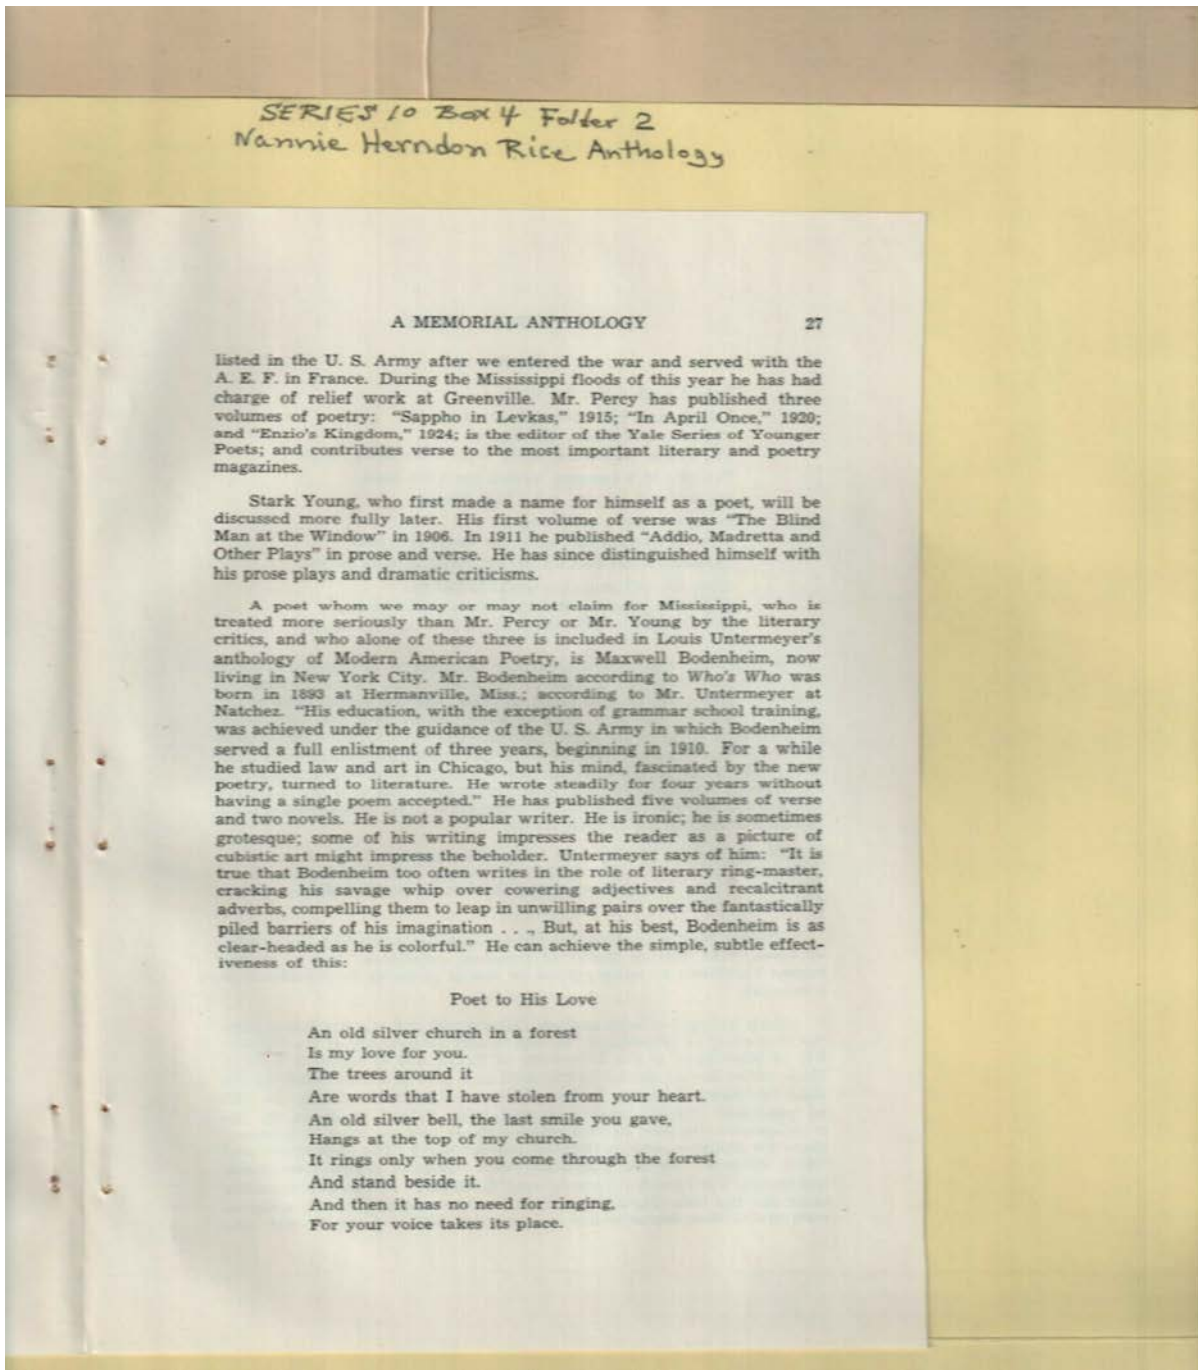 SERIES 10 Box 4 Folder 2
Nannie Herndon Rice Anthology
A MEMORIAL ANTHOLOGY 27
listed in the U. S. Army after we entered the war and served with the
A. E. F. in France. During the Mississippi floods of this year he has had
charge of relief work at Greenville. Mr. Percy has published three
volumes of poetry: "Sappho in Levkas," 1915; "In April Once," 1920;
and "Enzio's Kingdom," 1924; is the editor of the Yale Series of Younger
Poets; and contributes verse to the most important literary and poetry
magazines.
Stark Young, who first made a name for himself as a poet, will be
discussed more fully later. His first volume of verse was "The Blind
Man at the Window" in 1906. In 1911 he published "Addio, Madretta and
Other Plays" in prose and verse. He has since distinguished himself with
his prose plays and dramatic criticisms.
A poet whom we may or may not claim for Mississippi, who is
treated more seriously than Mr. Percy or Mr. Young by the literary
critics, and who alone of these three is included in Louis Untermeyer's
anthology of Modern American Poetry, is Maxwell Bodenheim, now
living in New York City. Mr. Bodenheim according to Who's Who was
born in 1893 at Hermanville, Miss.; according to Mr. Untermeyer at
Natchez. "His education, with the exception of grammar school training,
was achieved under the guidance of the U. S. Army in which Bodenheim
served a full enlistment of three years, beginning in 1910. For a while
he studied law and art in Chicago, but his mind, fascinated by the new
poetry, turned to literature. He wrote steadily for four years without
having a single poem accepted." He has published five volumes of verse
and two novels. He is not a popular writer. He is ironic; he is sometimes
grotesque; some of his writing impresses the reader as a picture of
cubistic art might impress the beholder. Untermeyer says of him: "It is
true that Bodenheim too often writes in the role of literary ring-master,
cracking his savage whip over cowering adjectives and recalcitrant
adverbs, compelling them to leap in unwilling pairs over the fantastically
piled barriers of his imagination . . ., But, at his best, Bodenheim is as
clear-headed as he is colorful." He can achieve the simple, subtle effect-
iveness of this:
Poet to His Love
An old silver church in a forest
Is my love for you.
The trees around it
Are words that I have stolen from your heart.
An old silver bell, the last smile you gave,
Hangs at the top of my church.
It rings only when you come through the forest
And stand beside it.
And then it has no need for ringing,
For your voice takes its place.